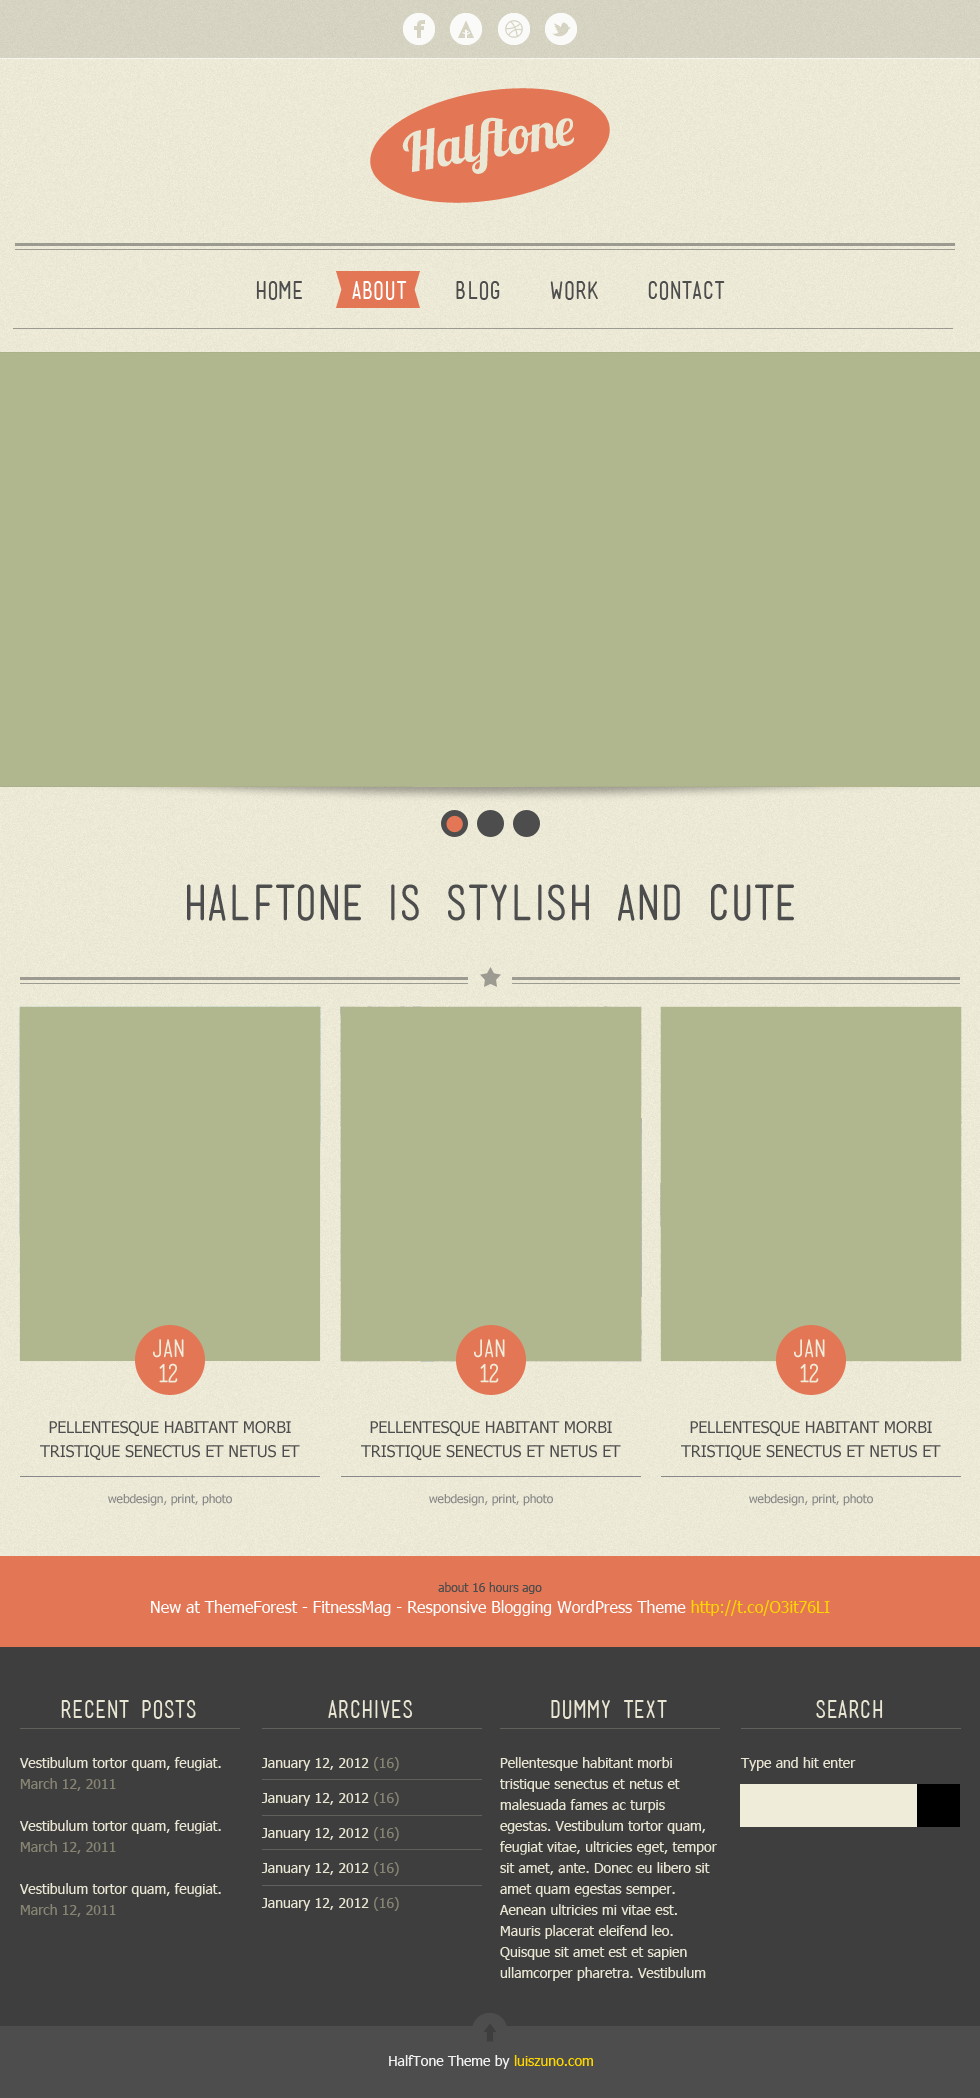 Halftone
HOME ABOUT BLOG WORK CONTACT
HALFTONE IS STYLISH AND CUTE
JAN
12
PELLENTESQUE HABITANT MORBI
TRISTIQUE SENECTUS ET NETUS ET
webdesign, print, photo
JAN
12
PELLENTESQUE HABITANT MORBI
TRISTIQUE SENECTUS ET NETUS ET
webdesign, print, photo
JAN
12
PELLENTESQUE HABITANT MORBI
TRISTIQUE SENECTUS ET NETUS ET
webdesign, print, photo
about 16 hours ago
New at ThemeForest - FitnessMag - Responsive Blogging WordPress Theme http://t.co/O3it76LI
RECENT POSTS
Vestibulum tortor quam, feugiat.
March 12, 2011
Vestibulum tortor quam, feugiat.
March 12, 2011
Vestibulum tortor quam, feugiat.
March 12, 2011
ARCHIVES
January 12, 2012 (16)
January 12, 2012 (16)
January 12, 2012 (16)
January 12, 2012 (16)
January 12, 2012 (16)
DUMMY TEXT
Pellentesque habitant morbi
tristique senectus et netus et
malesuada fames ac turpis
egestas. Vestibulum tortor quam,
feugiat vitae, ultricies eget, tempor
sit amet, ante. Donec eu libero sit
amet quam egestas semper.
Aenean ultricies mi vitae est.
Mauris placerat eleifend leo.
Quisque sit amet est et sapien
ullamcorper pharetra. Vestibulum
SEARCH
Type and hit enter
HalfTone Theme by luiszuno.com